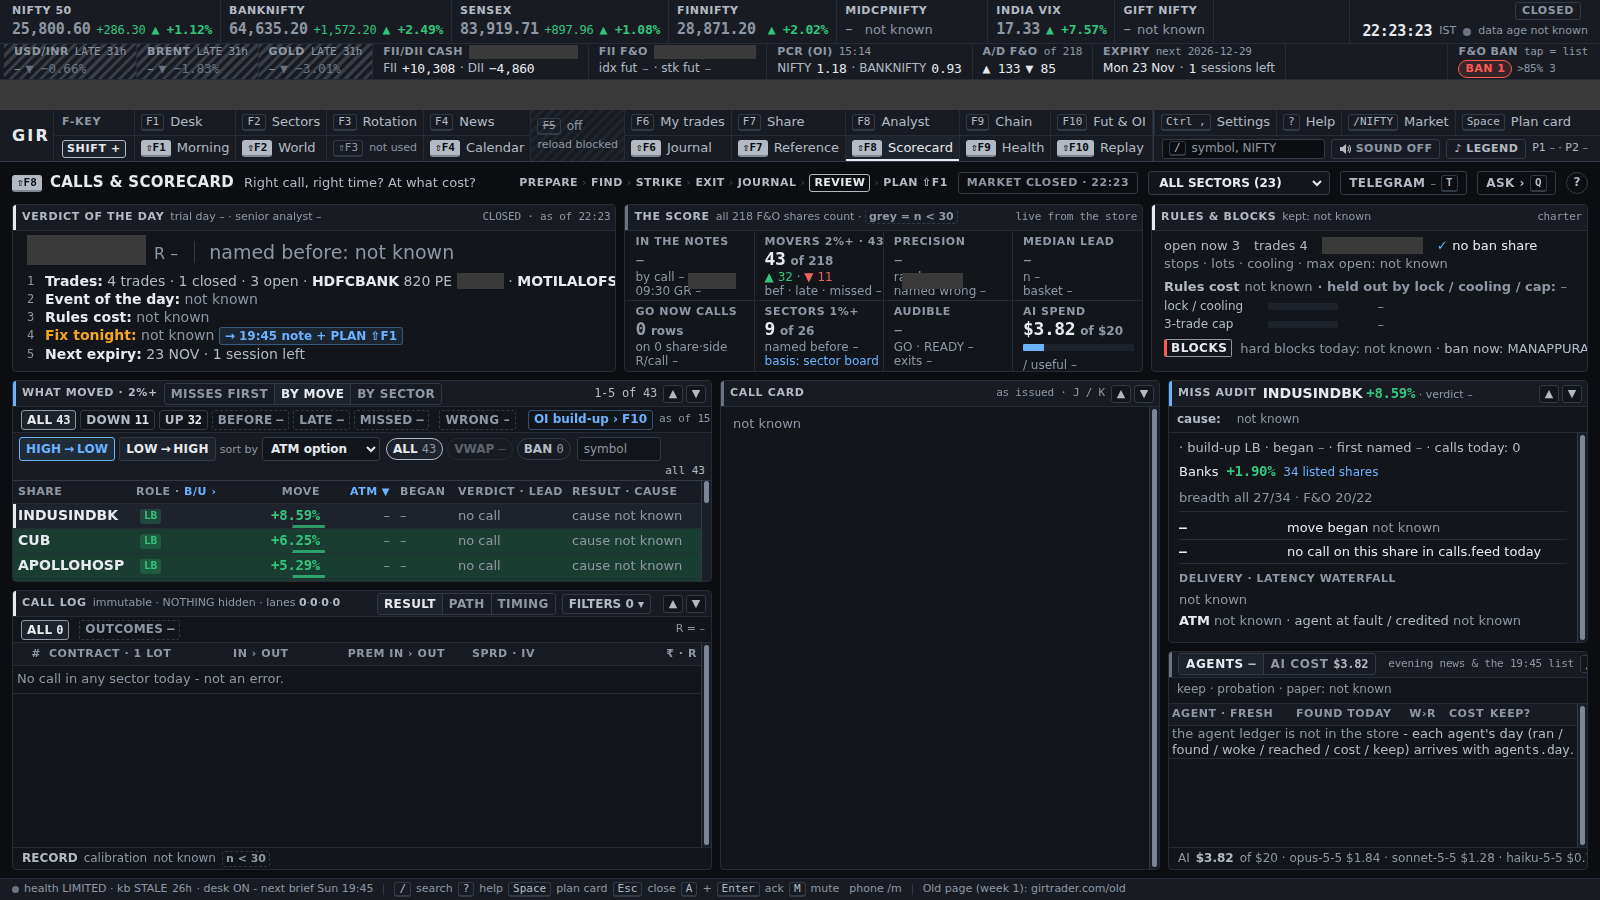 NIFTY 50 BANKNIFTY SENSEX FINNIFTY MIDCPNIFTY INDIA VIX GIFT NIFTY CLOSED
25,800.60 +286.30 ▲ +1.12% 64,635.20 +1,572.20 ▲ +2.49% 83,919.71 +897.96 ▲ +1.08% 28,871.20 ▲ +2.02% – not known 17.33 ▲ +7.57% – not known 22:23:23 IST ● data age not known
USD/INR LATE 31h BRENT LATE 31h GOLD LATE 31h FII/DII CASH FII F&O PCR (OI) 15:14 A/D F&O of 218 EXPIRY next 2026-12-29 F&O BAN tap = list
– ▼ −0.66% – ▼ −1.83% – ▼ −3.01% FII +10,308 · DII −4,860 idx fut – · stk fut – NIFTY 1.18 · BANKNIFTY 0.93 ▲ 133 ▼ 85 Mon 23 Nov · 1 sessions left BAN 1 >85% 3
GIR F-KEY F1 Desk F2 Sectors F3 Rotation F4 News F5 off F6 My trades F7 Share F8 Analyst F9 Chain F10 Fut & OI Ctrl , Settings ? Help /NIFTY Market Space Plan card
SHIFT + ⇧F1 Morning ⇧F2 World ⇧F3 not used ⇧F4 Calendar reload blocked ⇧F6 Journal ⇧F7 Reference ⇧F8 Scorecard ⇧F9 Health ⇧F10 Replay / symbol, NIFTY SOUND OFF ♪ LEGEND P1 – · P2 –
⇧F8 CALLS & SCORECARD Right call, right time? At what cost? PREPARE › FIND › STRIKE › EXIT › JOURNAL › REVIEW › PLAN ⇧F1 MARKET CLOSED · 22:23 ALL SECTORS (23) TELEGRAM – T ASK › Q ?
VERDICT OF THE DAY trial day – · senior analyst – CLOSED · as of 22:23
R – named before: not known
1 Trades: 4 trades · 1 closed · 3 open · HDFCBANK 820 PE · MOTILALOFS
2 Event of the day: not known
3 Rules cost: not known
4 Fix tonight: not known → 19:45 note + PLAN ⇧F1
5 Next expiry: 23 NOV · 1 session left
THE SCORE all 218 F&O shares count · grey = n < 30 live from the store
IN THE NOTES MOVERS 2%+ · 43 PRECISION MEDIAN LEAD
– 43 of 218 – –
by call – ▲ 32 · ▼ 11 n –
09:30 GR – bef · late · missed – named wrong – basket –
GO NOW CALLS SECTORS 1%+ AUDIBLE AI SPEND
0 rows 9 of 26 – $3.82 of $20
on 0 share·side named before – GO · READY –
R/call – basis: sector board exits – / useful –
RULES & BLOCKS kept: not known charter
open now 3 trades 4 ✓ no ban share
stops · lots · cooling · max open: not known
Rules cost not known · held out by lock / cooling / cap: –
lock / cooling –
3-trade cap –
BLOCKS hard blocks today: not known · ban now: MANAPPURA
WHAT MOVED · 2%+ MISSES FIRST BY MOVE BY SECTOR 1-5 of 43 ▲ ▼
ALL 43 DOWN 11 UP 32 BEFORE – LATE – MISSED – WRONG – OI build-up › F10 as of 15
HIGH → LOW LOW → HIGH sort by ATM option ALL 43 VWAP – BAN 0 symbol
all 43
SHARE ROLE · B/U › MOVE ATM ▼ BEGAN VERDICT · LEAD RESULT · CAUSE
INDUSINDBK LB +8.59% – – no call cause not known
CUB LB +6.25% – – no call cause not known
APOLLOHOSP LB +5.29% – – no call cause not known
CALL LOG immutable · NOTHING hidden · lanes 0·0·0·0 RESULT PATH TIMING FILTERS 0 ▾ ▲ ▼
ALL 0 OUTCOMES – R = –
# CONTRACT · 1 LOT IN › OUT PREM IN › OUT SPRD · IV ₹ · R
No call in any sector today - not an error.
RECORD calibration not known n < 30
CALL CARD as issued · J / K ▲ ▼
not known
MISS AUDIT INDUSINDBK +8.59% · verdict – ▲ ▼
cause: not known
· build-up LB · began – · first named – · calls today: 0
Banks +1.90% 34 listed shares
breadth all 27/34 · F&O 20/22
– move began not known
– no call on this share in calls.feed today
DELIVERY · LATENCY WATERFALL
not known
ATM not known · agent at fault / credited not known
AGENTS – AI COST $3.82 evening news & the 19:45 list
keep · probation · paper: not known
AGENT · FRESH FOUND TODAY W›R COST KEEP?
the agent ledger is not in the store - each agent's day (ran /
found / woke / reached / cost / keep) arrives with agents.day.
AI $3.82 of $20 · opus-5-5 $1.84 · sonnet-5-5 $1.28 · haiku-5-5 $0.
● health LIMITED · kb STALE 26h · desk ON - next brief Sun 19:45 / search ? help Space plan card Esc close A + Enter ack M mute phone /m Old page (week 1): girtrader.com/old